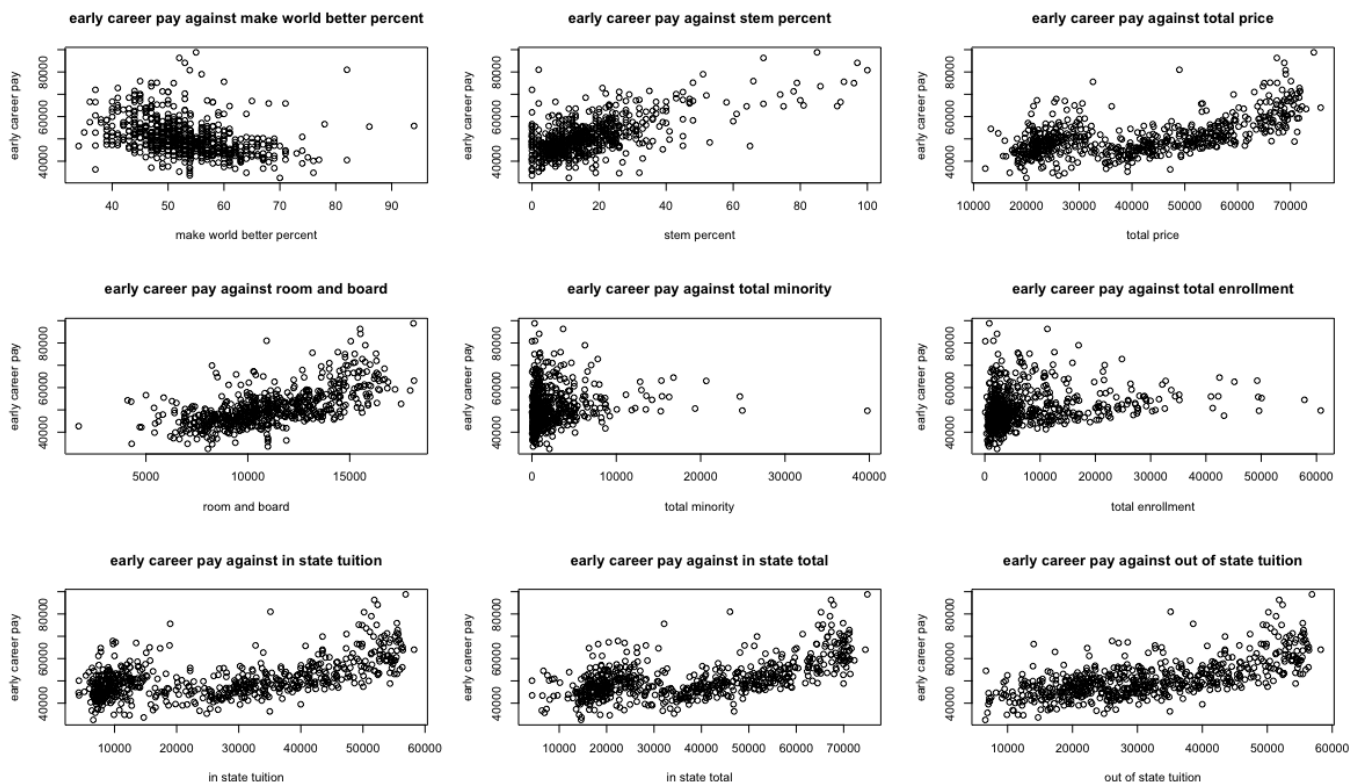 early career pay against make world better percent
early career pay
40000 60000 80000
40 50 60 70 80 90
make world better percent
early career pay against stem percent
early career pay
40000 60000 80000
0 20 40 60 80 100
stem percent
early career pay against total price
early career pay
40000 60000 80000
10000 20000 30000 40000 50000 60000 70000
total price
early career pay against room and board
early career pay
40000 60000 80000
5000 10000 15000
room and board
early career pay against total minority
early career pay
40000 60000 80000
0 10000 20000 30000 40000
total minority
early career pay against total enrollment
early career pay
40000 60000 80000
0 10000 20000 30000 40000 50000 60000
total enrollment
early career pay against in state tuition
early career pay
40000 60000 80000
10000 20000 30000 40000 50000 60000
in state tuition
early career pay against in state total
early career pay
40000 60000 80000
10000 20000 30000 40000 50000 60000 70000
in state total
early career pay against out of state tuition
early career pay
40000 60000 80000
10000 20000 30000 40000 50000 60000
out of state tuition